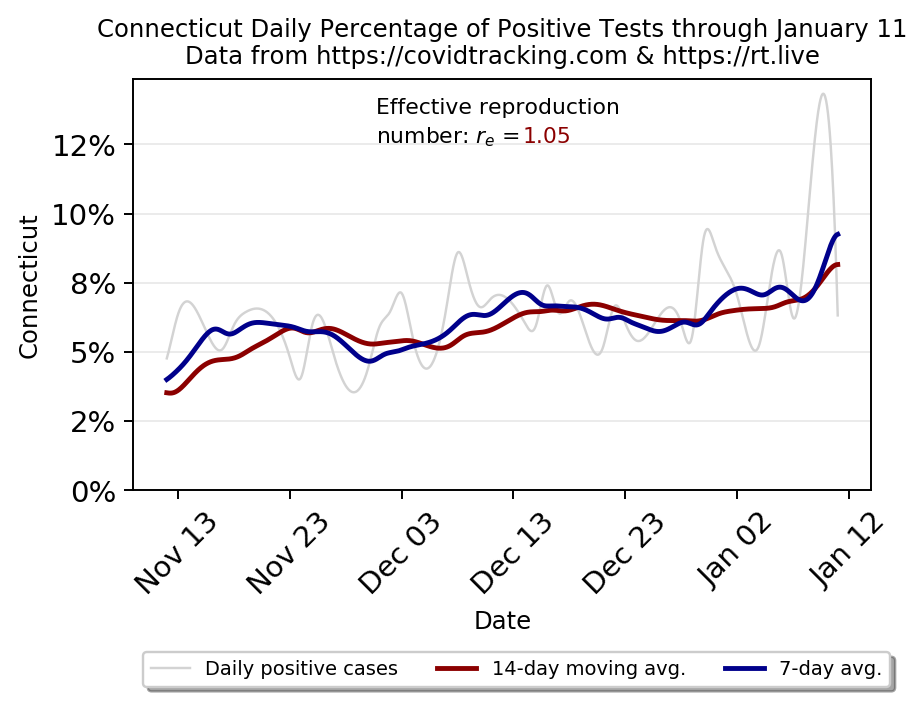 Connecticut Daily Percentage of Positive Tests through January 11
Data from https://covidtracking.com & https://rt.live
Effective reproduction
number: rₑ =1.05
12%
10%
8%
5%
2%
0%
Connecticut
Nov 13
Nov 23
Dec 03
Dec 13
Dec 23
Jan 02
Jan 12
Date
Daily positive cases
14-day moving avg.
7-day avg.